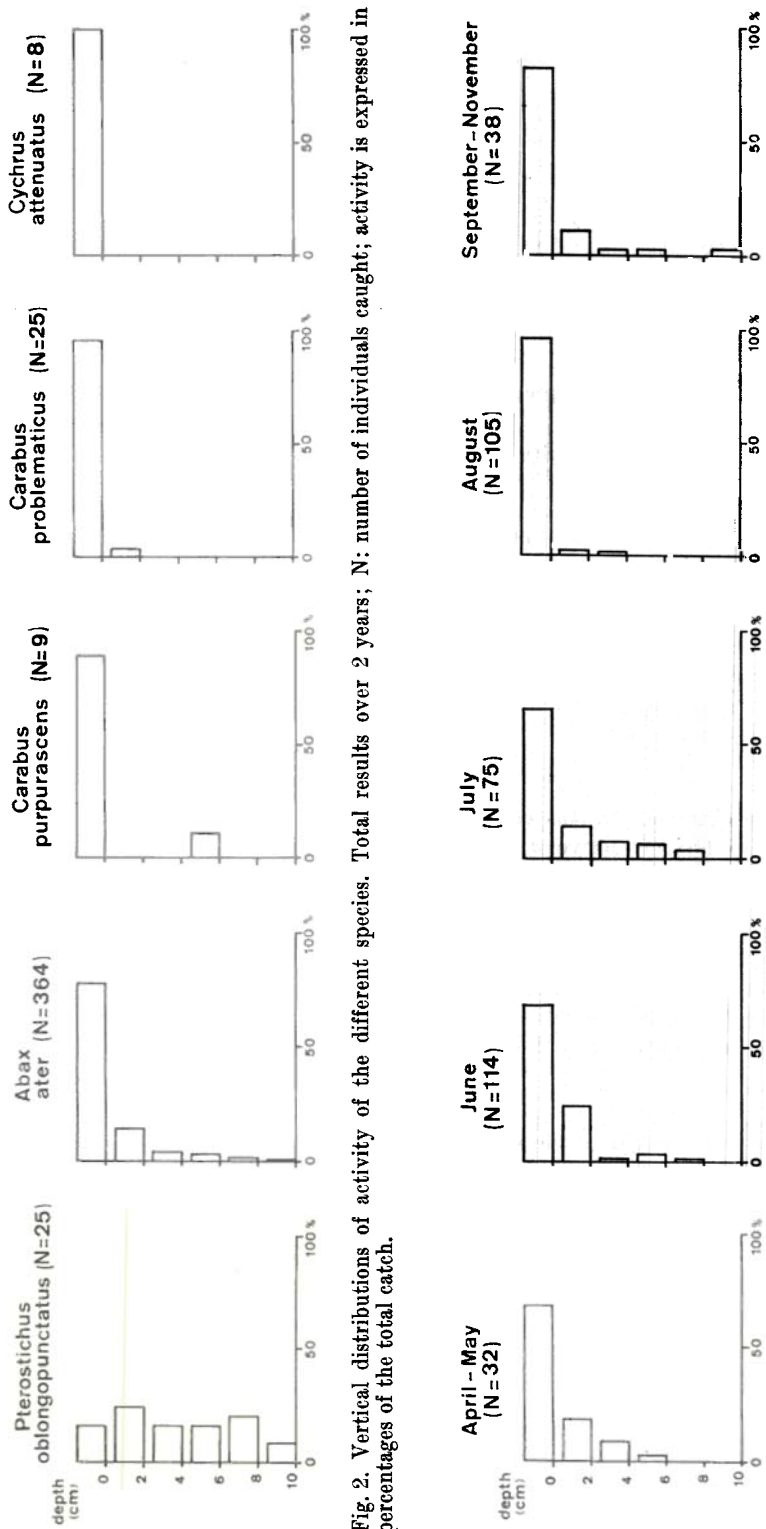 Pterostichus
oblongopunctatus (N=25)
Abax
ater (N=364)
Carabus
purpurascens (N=9)
Carabus
problematicus (N=25)
Cychrus
attenuatus (N=8)
depth
(cm)
0
2
4
6
8
10
0 50 100%
0 50 100%
0 50 100%
0 50 100%
0 50 100%
Fig. 2. Vertical distributions of activity of the different species. Total results over 2 years; N: number of individuals caught; activity is expressed in
percentages of the total catch.
April-May
(N=32)
June
(N=114)
July
(N=75)
August
(N=105)
September-November
(N=38)
depth
(cm)
0
2
4
6
8
10
0 50 100%
0 50 100%
0 50 100%
0 50 100%
0 50 100%